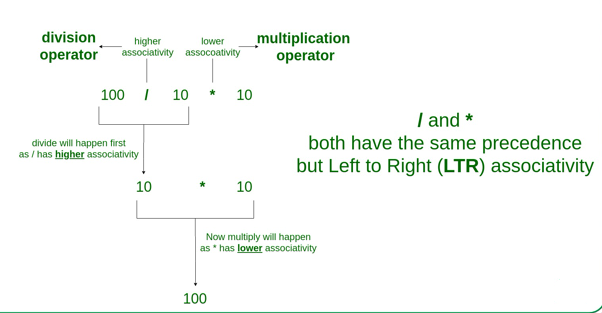 division
operator
higher
associativity
lower
assocoativity
multiplication
operator
100 / 10 * 10
divide will happen first
as / has higher associativity
10 * 10
Now multiply will happen
as * has lower associativity
100
/ and *
both have the same precedence
but Left to Right (LTR) associativity